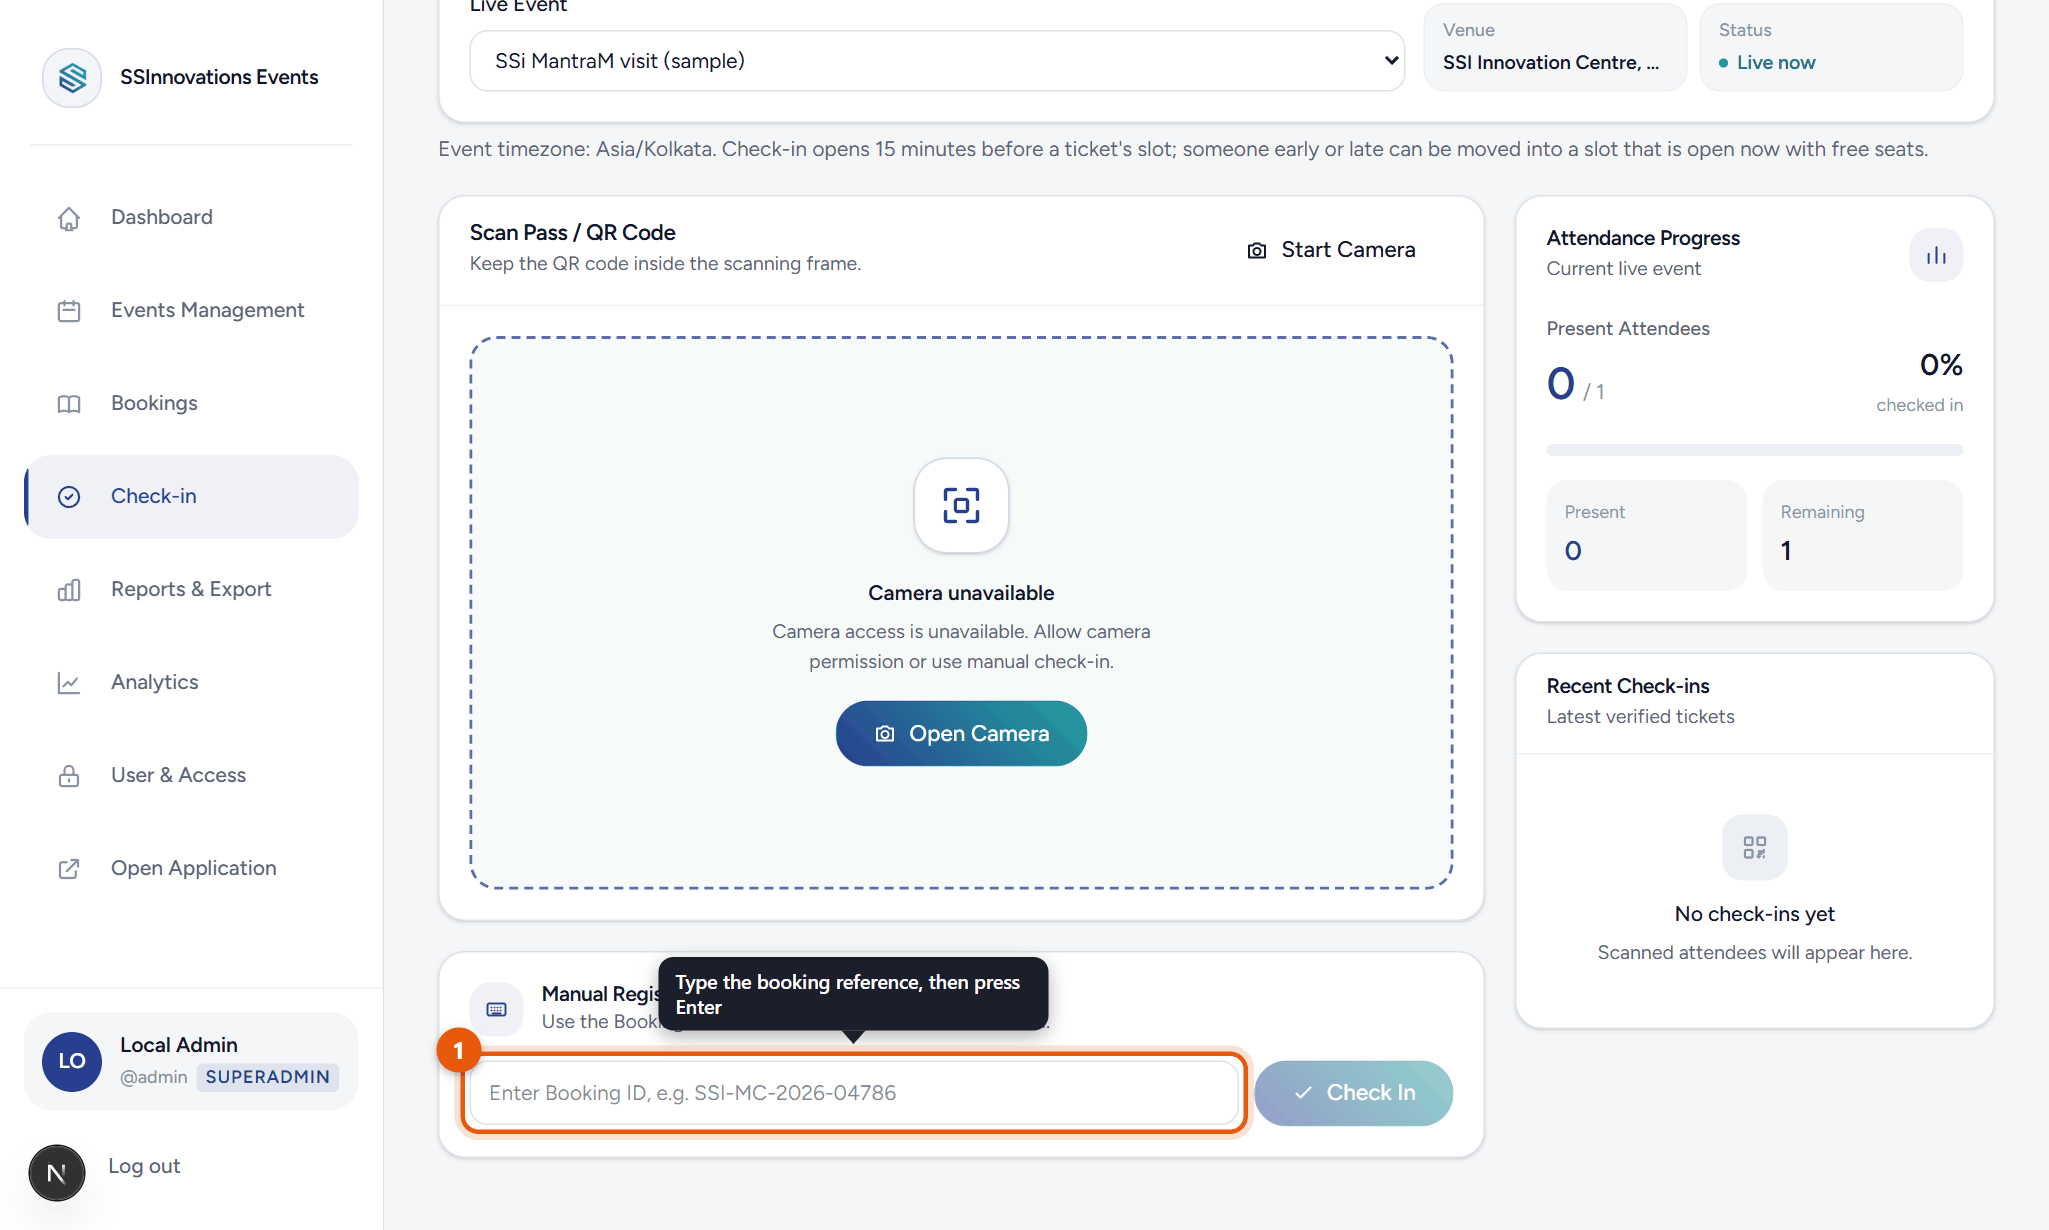 SSInnovations Events
Dashboard
Events Management
Bookings
Check-in
Reports & Export
Analytics
User & Access
Open Application
LO
Local Admin
@admin SUPERADMIN
N
Log out
Live Event
SSi MantraM visit (sample)
Venue
SSI Innovation Centre, ...
Status
Live now
Event timezone: Asia/Kolkata. Check-in opens 15 minutes before a ticket's slot; someone early or late can be moved into a slot that is open now with free seats.
Scan Pass / QR Code
Keep the QR code inside the scanning frame.
Start Camera
Camera unavailable
Camera access is unavailable. Allow camera
permission or use manual check-in.
Open Camera
Manual Regis
Use the Booking
Type the booking reference, then press
Enter
1
Enter Booking ID, e.g. SSI-MC-2026-04786
Check In
Attendance Progress
Current live event
Present Attendees
0 / 1
0%
checked in
Present
0
Remaining
1
Recent Check-ins
Latest verified tickets
No check-ins yet
Scanned attendees will appear here.